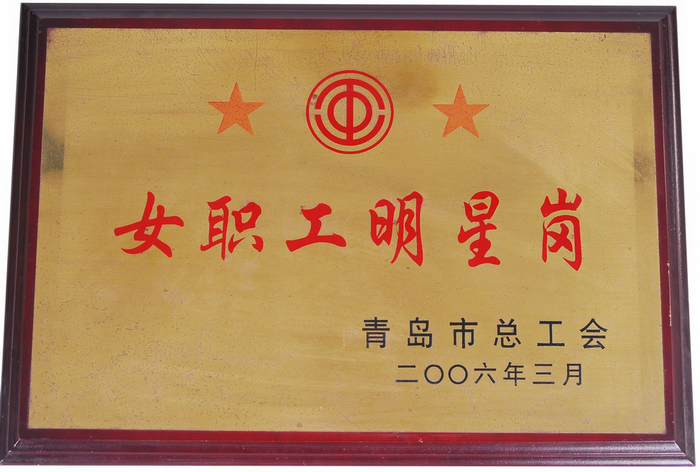 女职工明星岗
青岛市总工会
二〇〇六年三月